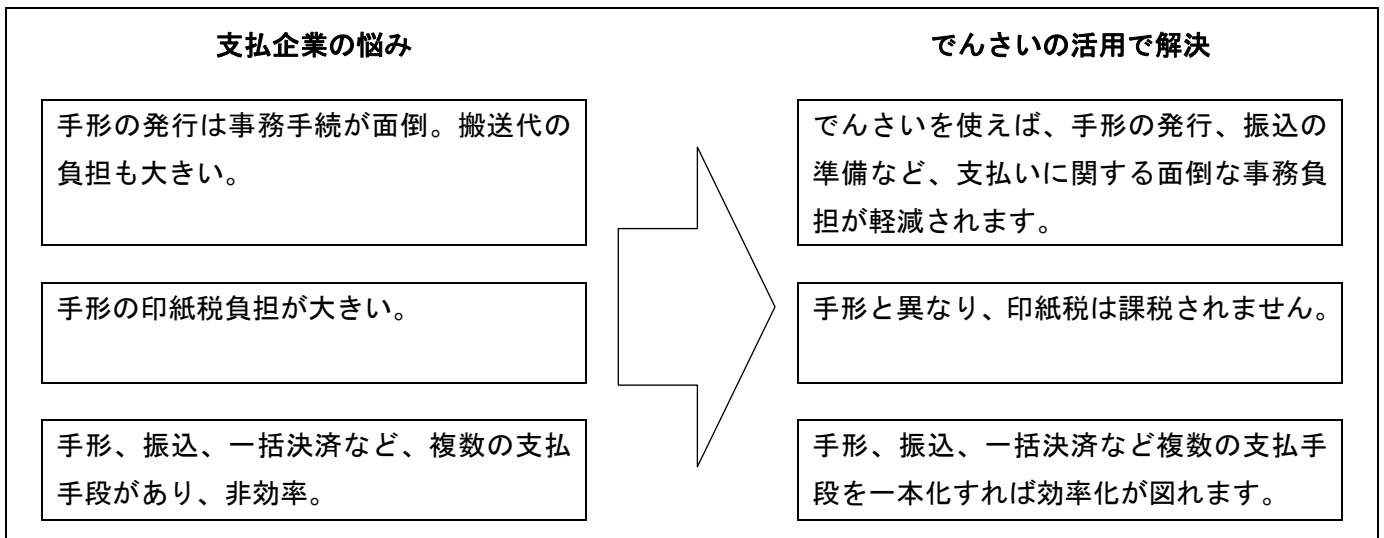 支払企業の悩み
手形の発行は事務手続が面倒。搬送代の
負担も大きい。
手形の印紙税負担が大きい。
手形、振込、一括決済など、複数の支払
手段があり、非効率。
でんさいの活用で解決
でんさいを使えば、手形の発行、振込の
準備など、支払いに関する面倒な事務負
担が軽減されます。
手形と異なり、印紙税は課税されません。
手形、振込、一括決済など複数の支払手
段を一本化すれば効率化が図れます。